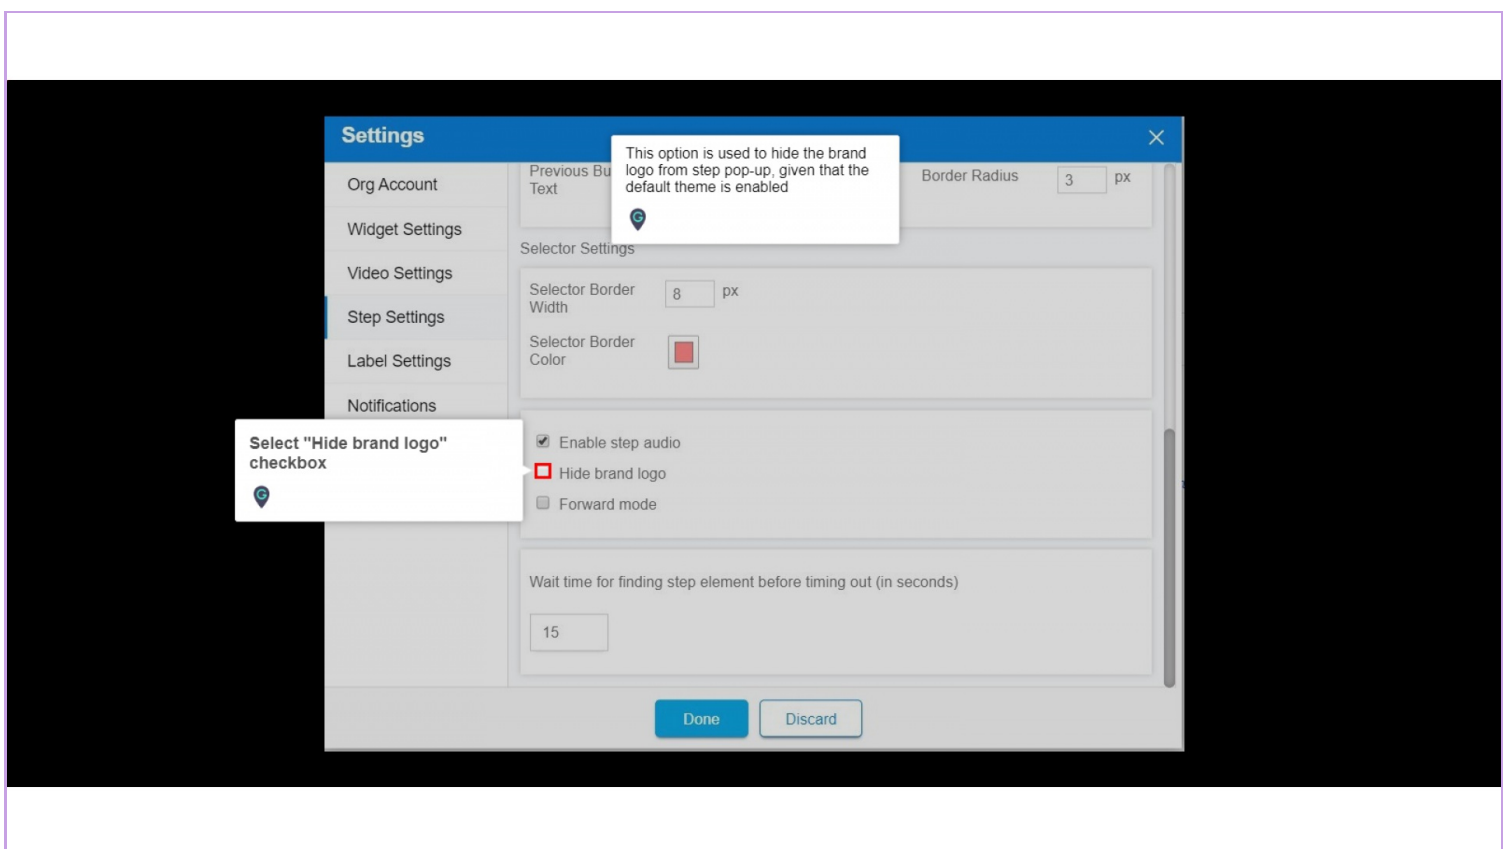 Settings
This option is used to hide the brand
logo from step pop-up, given that the
default theme is enabled
Org Account
Widget Settings
Video Settings
Step Settings
Label Settings
Notifications
Previous Bu
Text
Border Radius
3
px
Selector Settings
Selector Border
Width
8
px
Selector Border
Color
Select "Hide brand logo"
checkbox
Enable step audio
Hide brand logo
Forward mode
Wait time for finding step element before timing out (in seconds)
15
Done
Discard